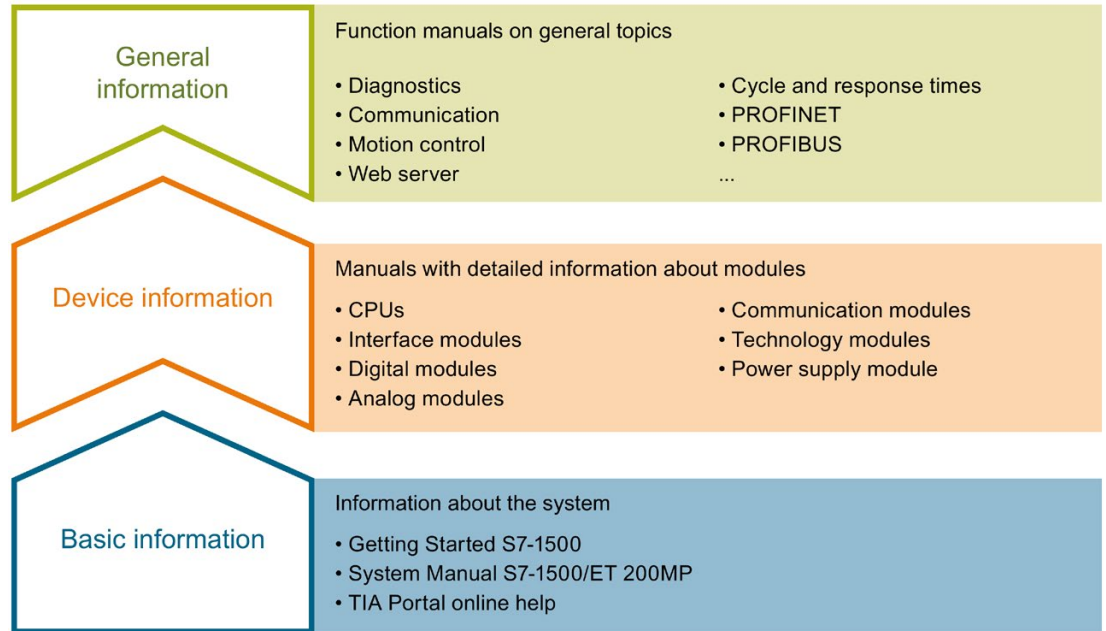 General
information
Function manuals on general topics
• Diagnostics
• Communication
• Motion control
• Web server
• Cycle and response times
• PROFINET
• PROFIBUS
...
Device information
Manuals with detailed information about modules
• CPUs
• Interface modules
• Digital modules
• Analog modules
• Communication modules
• Technology modules
• Power supply module
Basic information
Information about the system
• Getting Started S7-1500
• System Manual S7-1500/ET 200MP
• TIA Portal online help